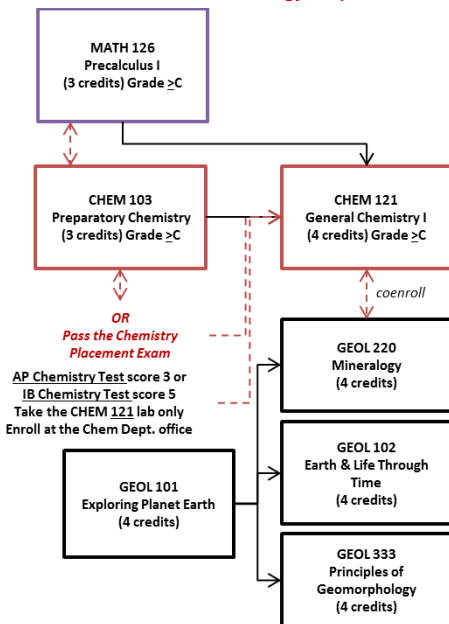 MATH 126
Precalculus I
(3 credits) Grade >C
CHEM 103
Preparatory Chemistry
(3 credits) Grade >C
CHEM 121
General Chemistry I
(4 credits) Grade >C
coenroll
OR
Pass the Chemistry
Placement Exam
AP Chemistry Test score 3 or
IB Chemistry Test score 5
Take the CHEM 121 lab only
Enroll at the Chem Dept. office
GEOL 220
Mineralogy
(4 credits)
GEOL 101
Exploring Planet Earth
(4 credits)
GEOL 102
Earth & Life Through
Time
(4 credits)
GEOL 333
Principles of
Geomorphology
(4 credits)